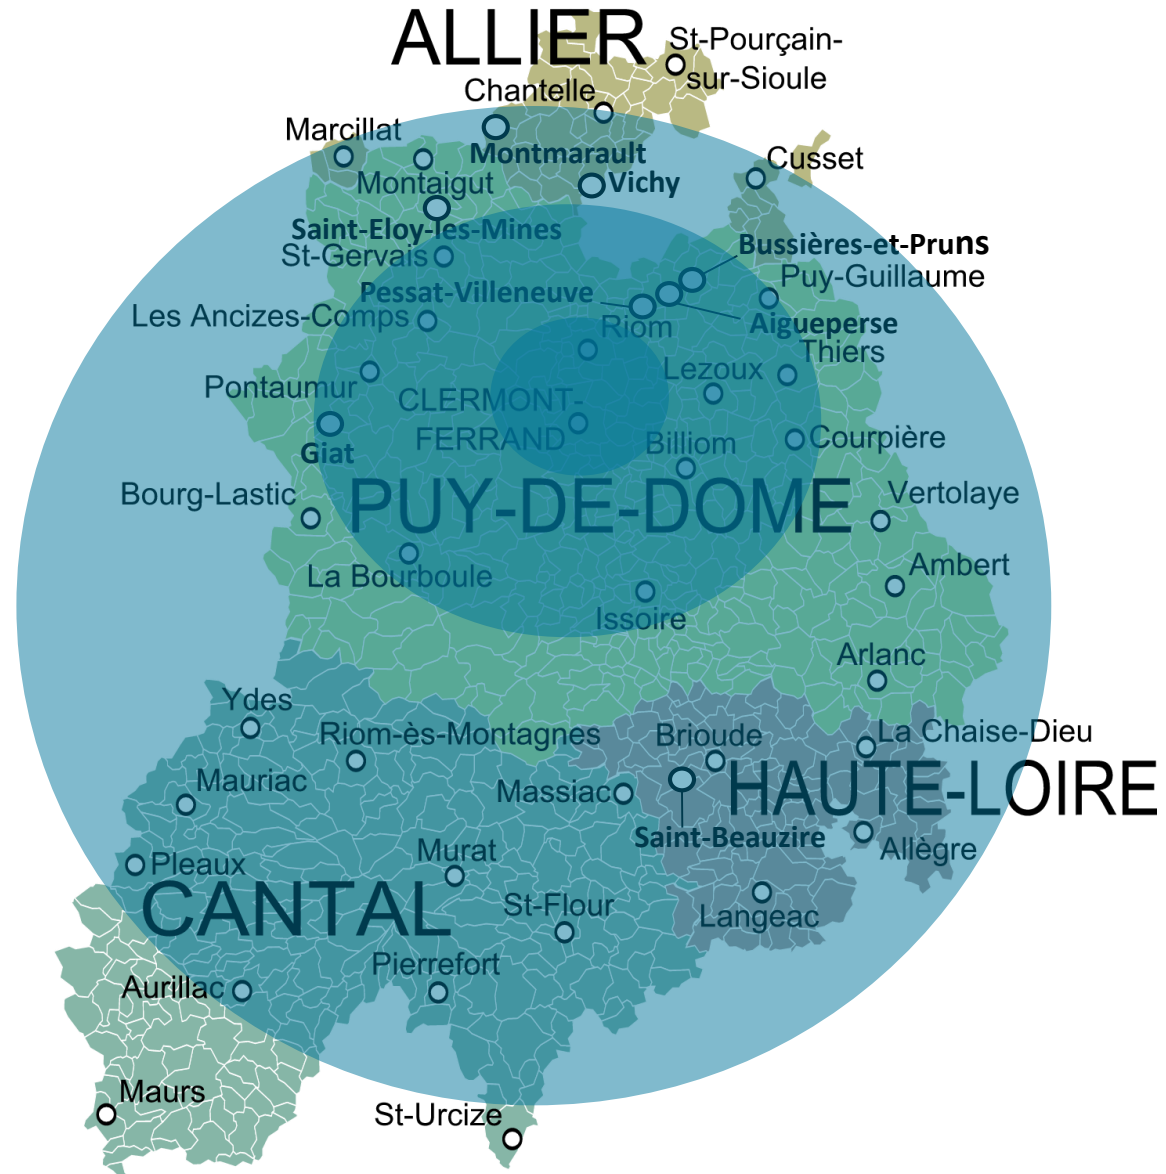 ALLIER
St-Pourçain-
sur-Sioule
Chantelle
Marcillat
Montmarault
Cusset
Montaigut
Vichy
Saint-Eloy-les-Mines
St-Gervais
Bussières-et-Pruns
Puy-Guillaume
Pessat-Villeneuve
Les Ancizes-Comps
Riom
Aigueperse
Thiers
Lezoux
Pontaumur
CLERMONT-
FERRAND
Billiom
Courpière
Giat
Bourg-Lastic
PUY-DE-DOME
Vertolaye
La Bourboule
Ambert
Issoire
Arlanc
Ydes
Riom-ès-Montagnes
Brioude
La Chaise-Dieu
Mauriac
Massiac
HAUTE-LOIRE
Saint-Beauzire
Allègre
Pleaux
Murat
CANTAL
St-Flour
Langeac
Pierrefort
Aurillac
Maurs
St-Urcize